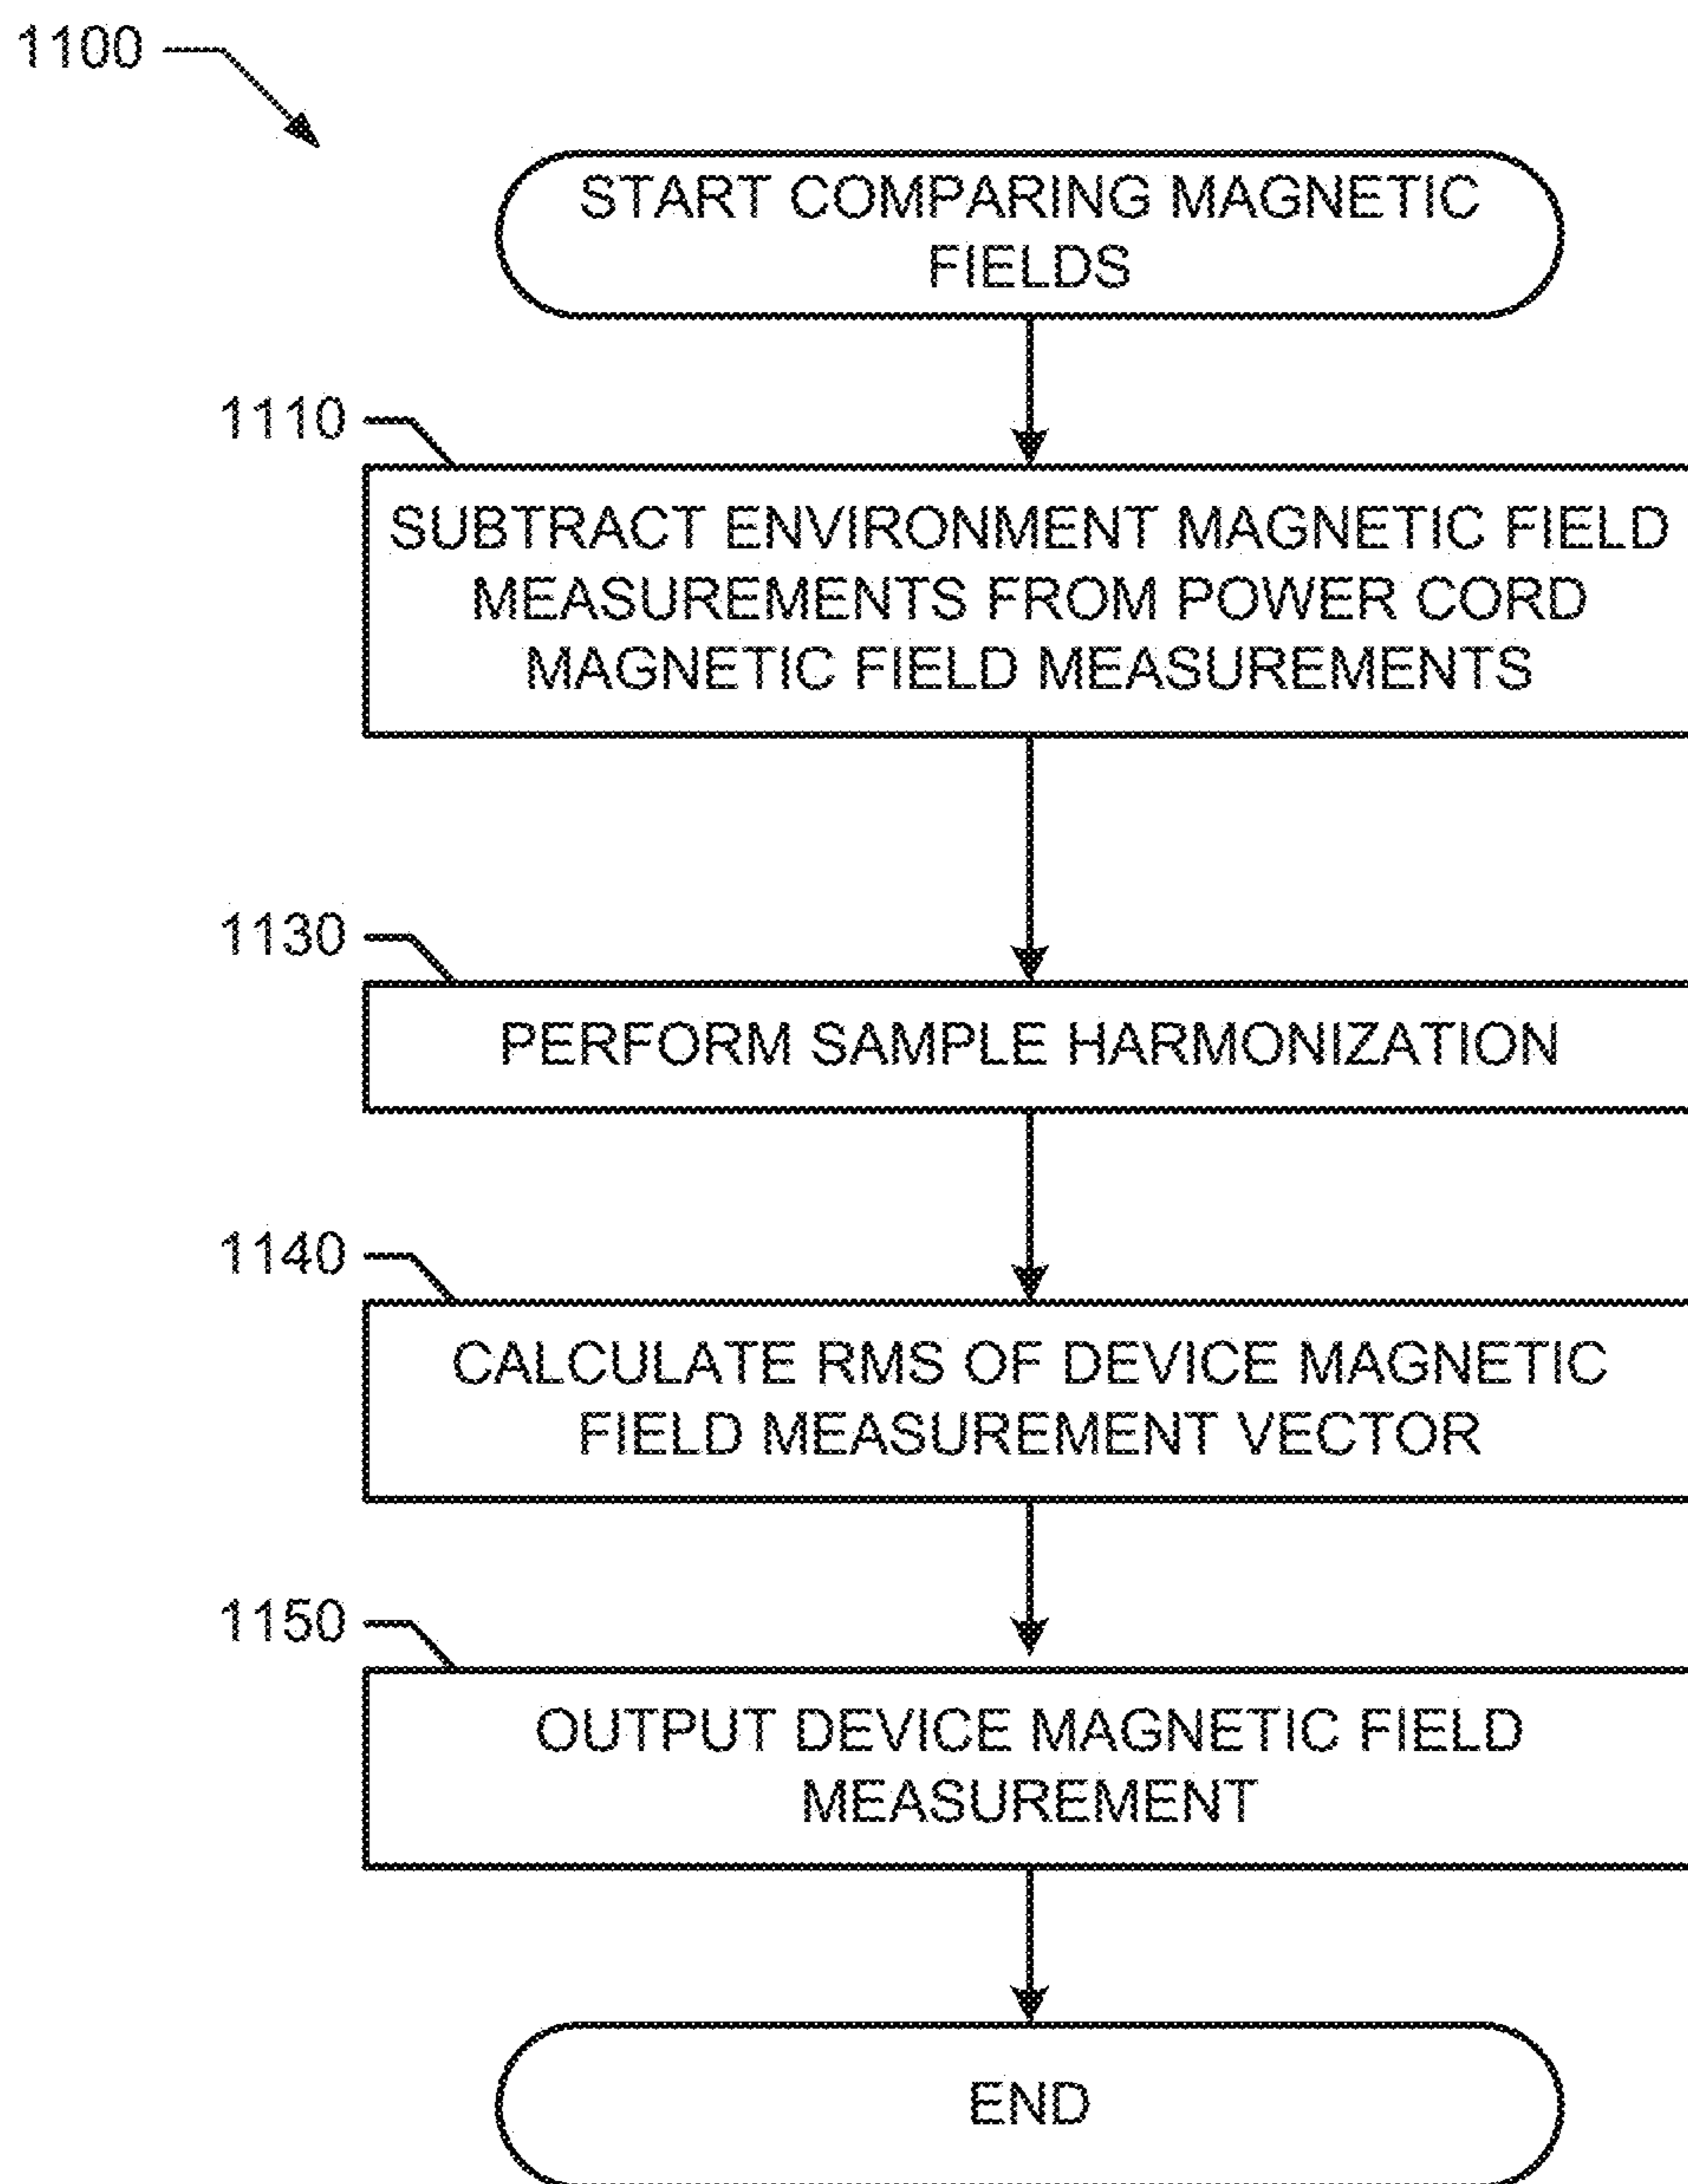 1100
START COMPARING MAGNETIC
FIELDS
1110
SUBTRACT ENVIRONMENT MAGNETIC FIELD
MEASUREMENTS FROM POWER CORD
MAGNETIC FIELD MEASUREMENTS
1130
PERFORM SAMPLE HARMONIZATION
1140
CALCULATE RMS OF DEVICE MAGNETIC
FIELD MEASUREMENT VECTOR
1150
OUTPUT DEVICE MAGNETIC FIELD
MEASUREMENT
END